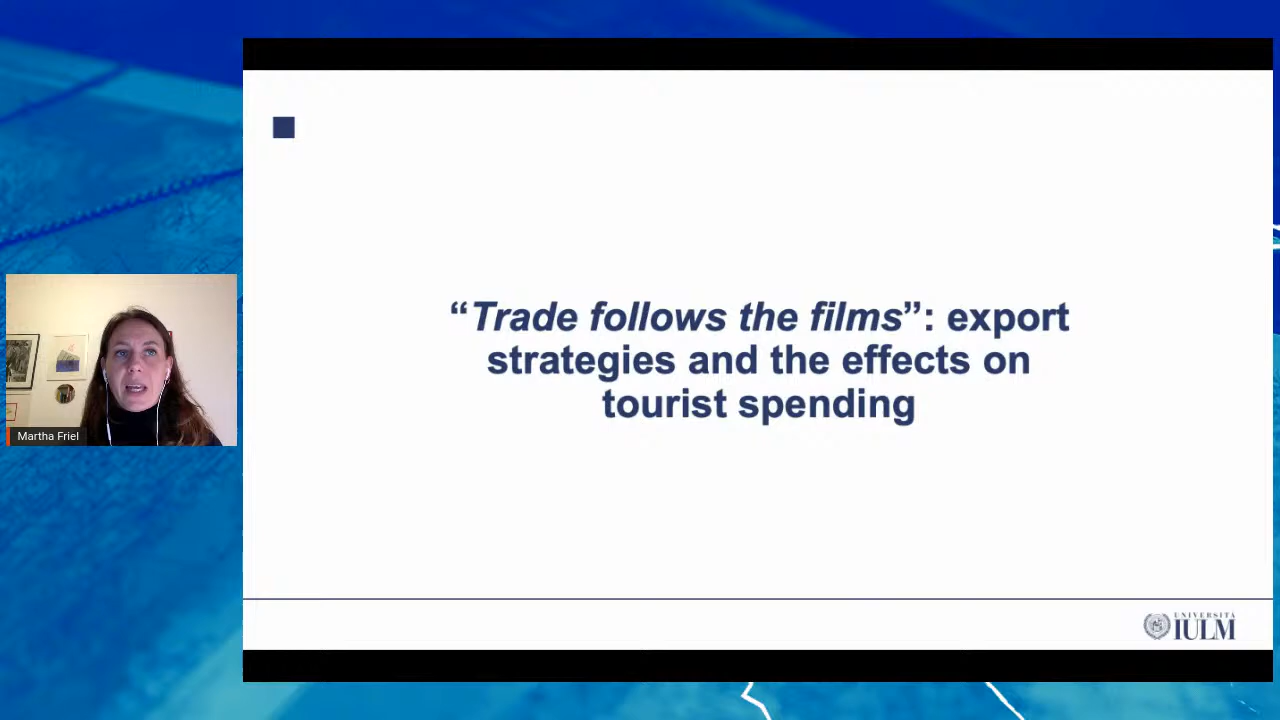 “Trade follows the films”: export
strategies and the effects on
tourist spending
Martha Friel
UNIVERSITÀ
IULM